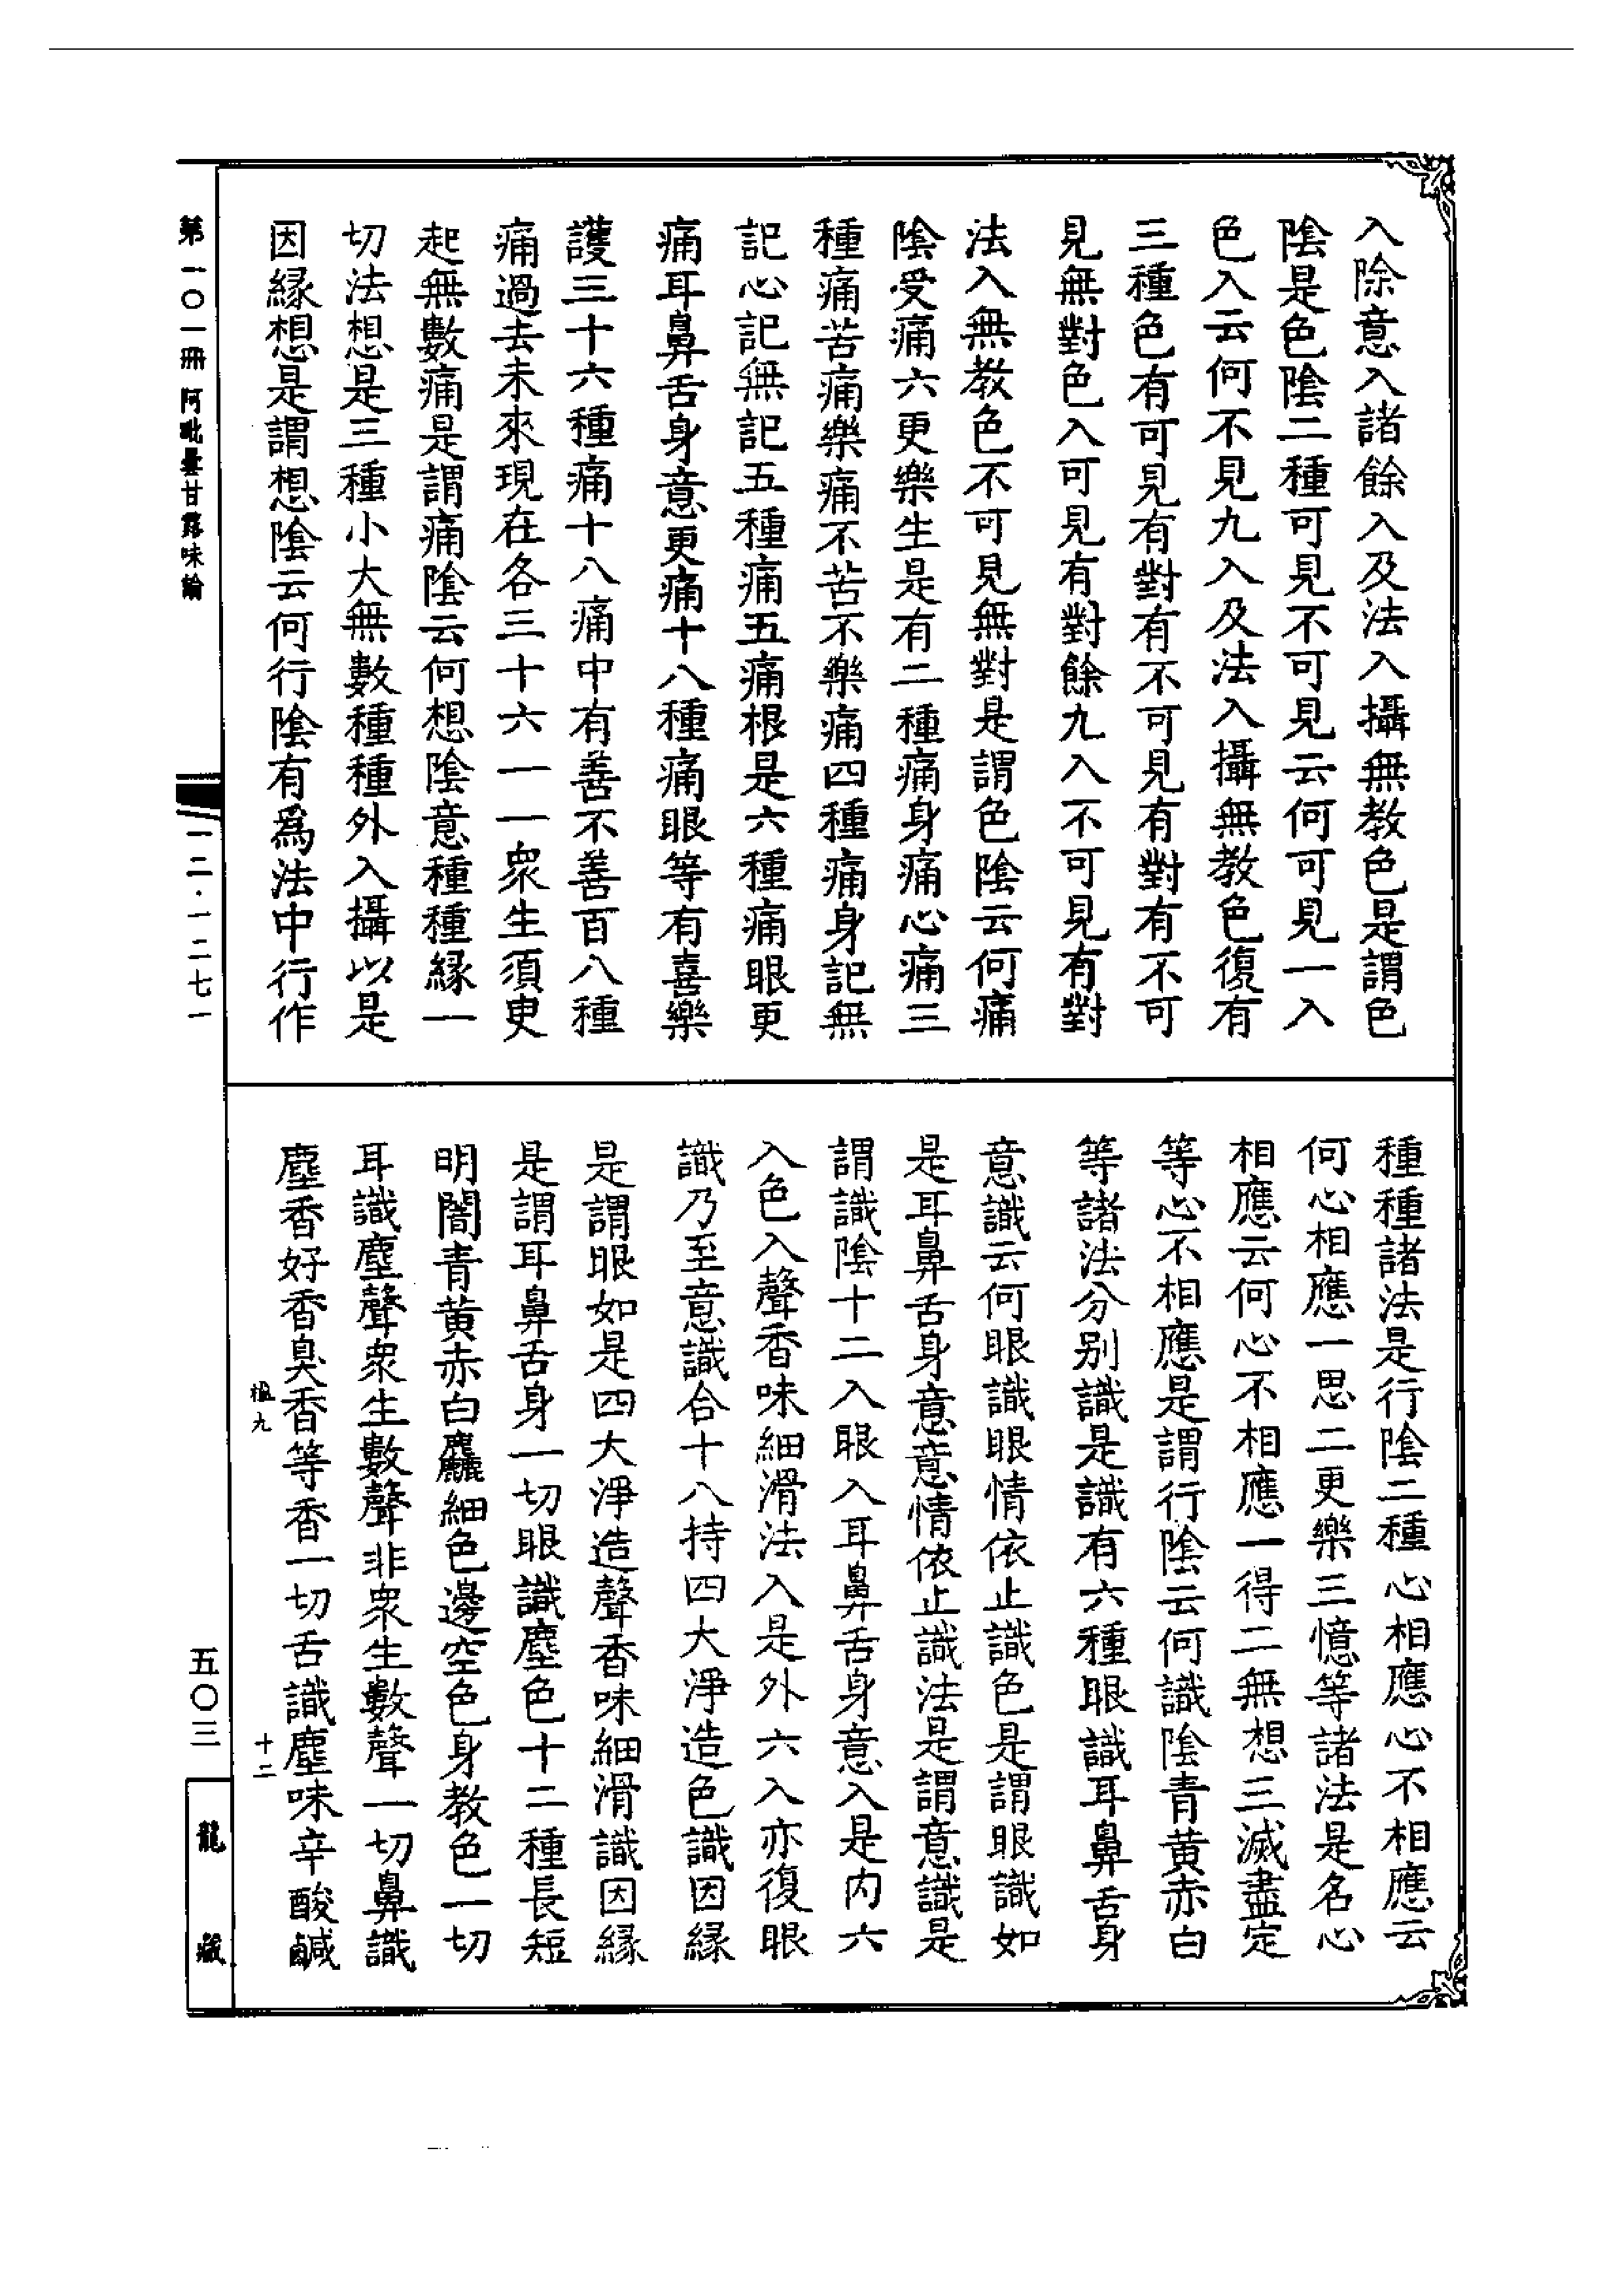 入除意入諸餘入及法入攝無教色是謂色
陰是色陰二種可見不可見云何可見一入
色入云何不見九入及法入攝無教色復有
三種色有可見有對有不可見有對有不可
見無對色入可見有對餘九入不可見有對
法入無教色不可見無對是謂色陰云何痛
陰受痛六更樂生是有二種痛身痛心痛三
種痛苦痛樂痛不苦不樂痛四種痛身記無
記心記無記五種痛五痛根是六種痛眼更
痛耳鼻舌身意更痛十八種痛眼等有喜樂
護三十六種痛十八痛中有善不善百八種
痛過去未來現在各三十六一一眾生須臾
起無數痛是謂痛陰云何想陰意種種緣一
切法想是三種小大無數種種外入攝以是
因緣想是謂想陰云何行陰有為法中行作
種種諸法是行陰二種心相應心不相應云
何心相應一思二更樂三憶等諸法是名心
相應云何心不相應一得二無想三滅盡定
等心不相應是謂行陰云何識陰青黃赤白
等諸法分別識是識有六種眼識耳鼻舌身
意識云何眼識眼情依止識色是謂眼識如
是耳鼻舌身意意情依止識法是謂意識是
謂識陰十二入眼入耳鼻舌身意入是內六
入色入聲香味細滑法入是外六入亦復眼
識乃至意識合十八持四大淨造色識因緣
是謂眼如是四大淨造聲香味細滑識因緣
是謂耳鼻舌身一切眼識塵色十二種長短
明闇青黃赤白麤細色邊空色身教色一切
耳識塵聲眾生數聲非眾生數聲一切鼻識
塵香好香臭香等香一切舌識塵味辛酸鹹
楹九
十二
第一〇一冊 阿毗曇甘露味論
一二·一二七一
五〇三
龍藏